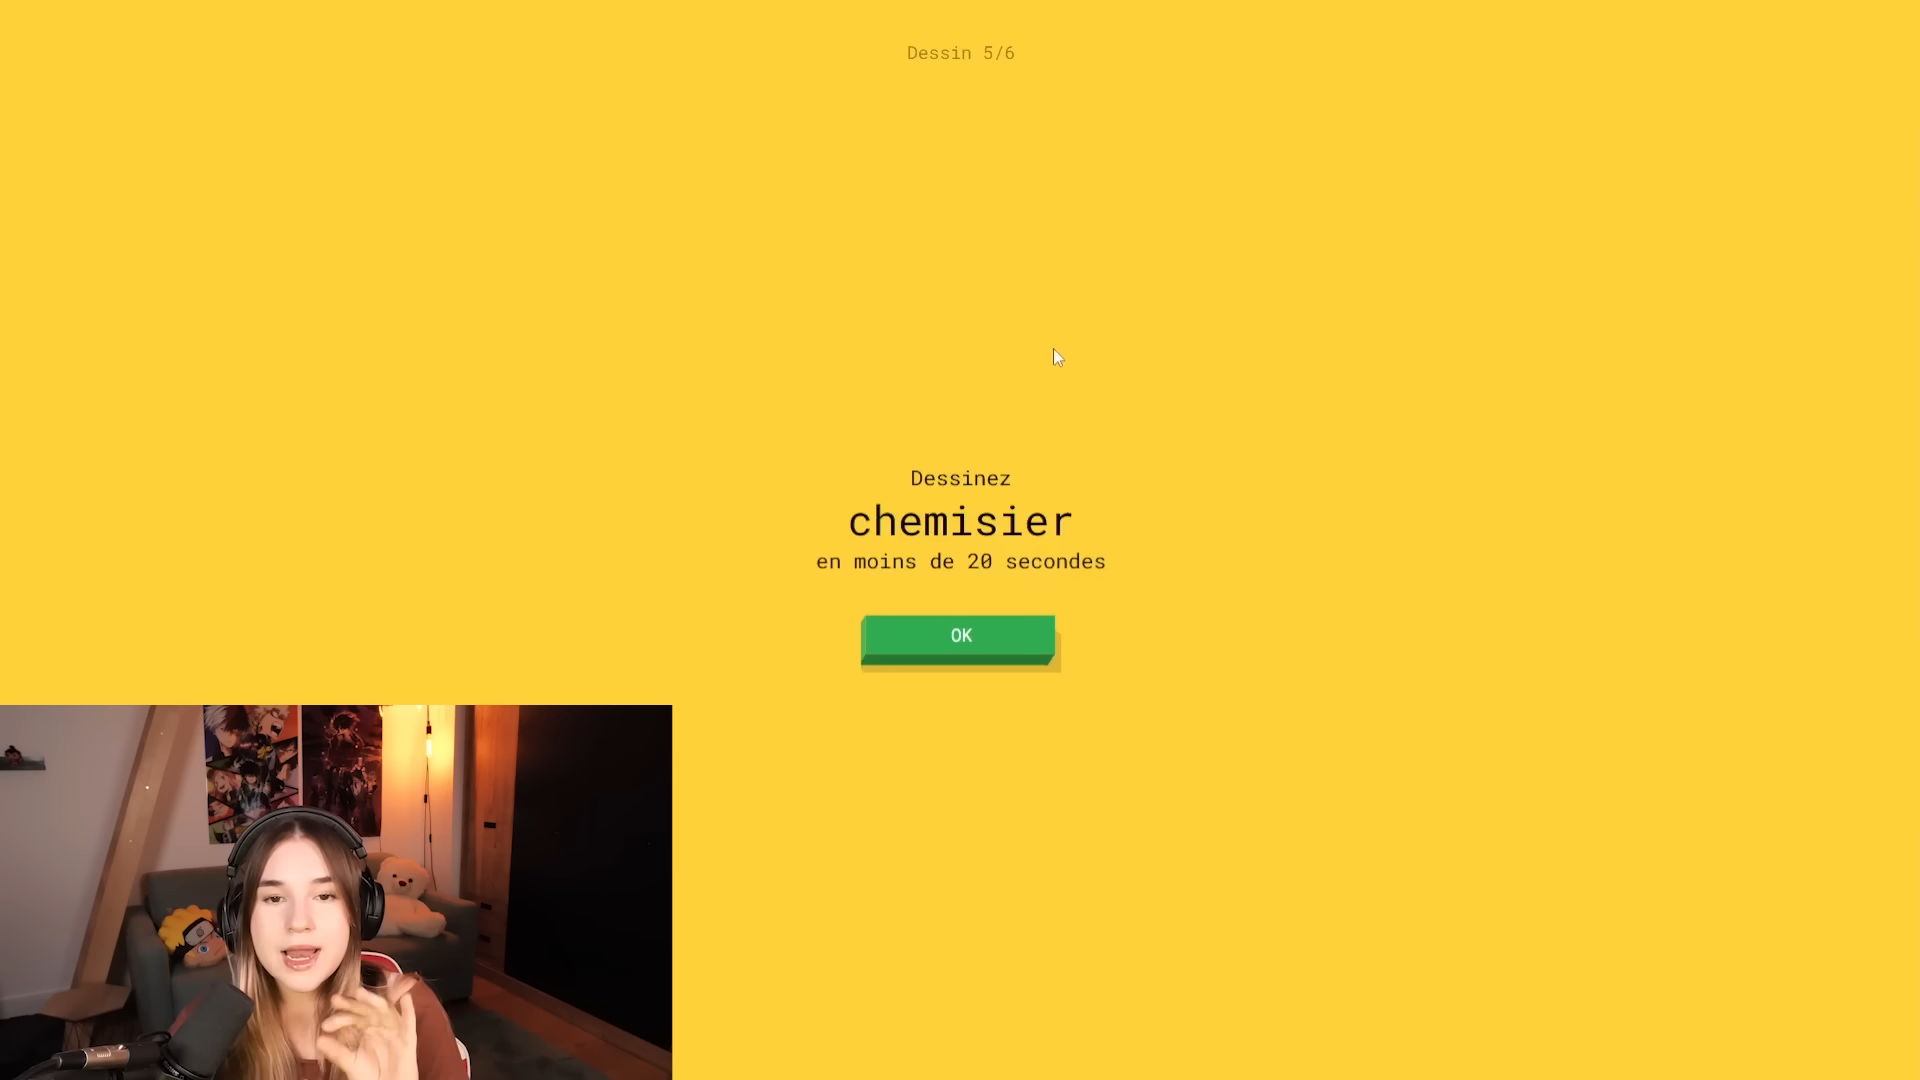 Dessin 5/6
Dessinez
chemisier
en moins de 20 secondes
OK